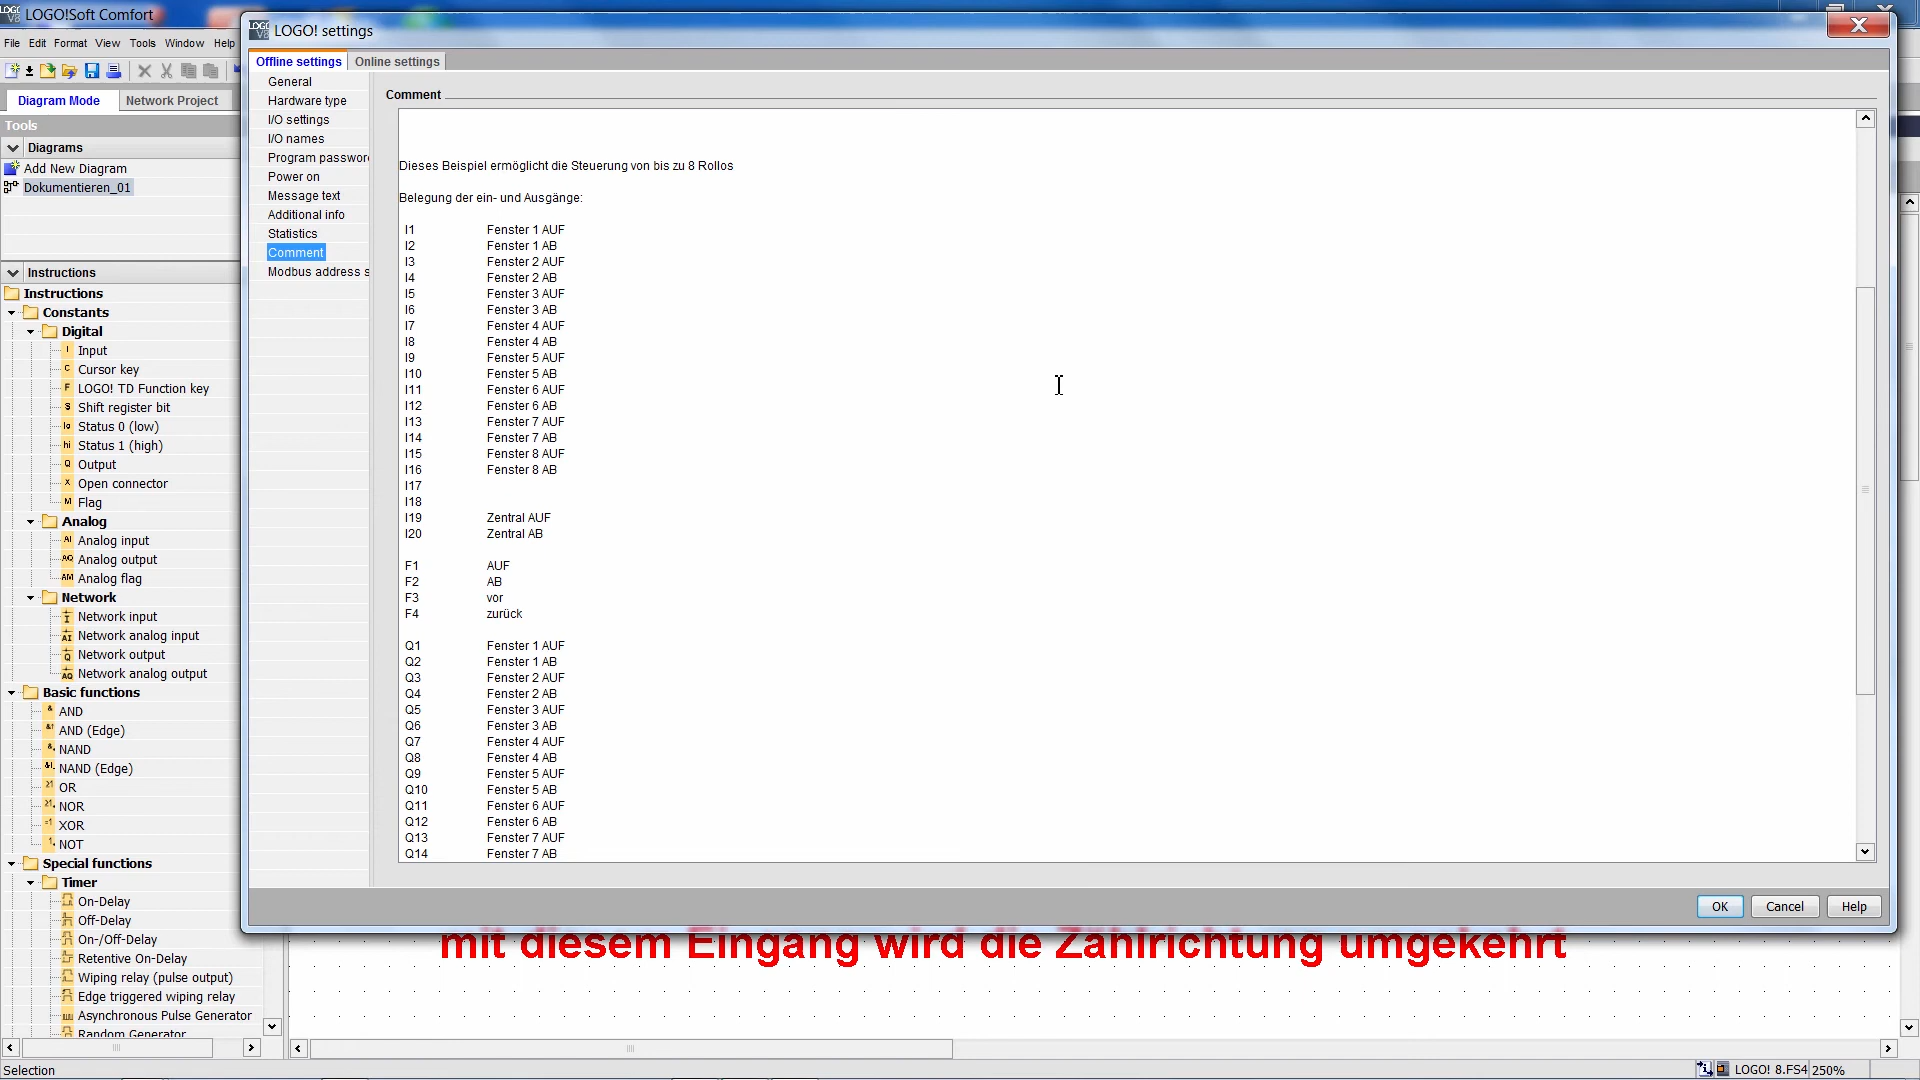 LOGO!Soft Comfort
File Edit Format View Tools Window Help
Diagram Mode Network Project
Tools
Diagrams
Add New Diagram
Dokumentieren_01
Instructions
Instructions
Constants
Digital
Input
Cursor key
LOGO! TD Function key
Shift register bit
Status 0 (low)
Status 1 (high)
Output
Open connector
Flag
Analog
Analog input
Analog output
Analog flag
Network
Network input
Network analog input
Network output
Network analog output
Basic functions
AND
AND (Edge)
NAND
NAND (Edge)
OR
NOR
XOR
NOT
Special functions
Timer
On-Delay
Off-Delay
On-/Off-Delay
Retentive On-Delay
Wiping relay (pulse output)
Edge triggered wiping relay
Asynchronous Pulse Generator
Random Generator
LOGO! settings
Offline settings Online settings
General
Hardware type
I/O settings
I/O names
Program passwor
Power on
Message text
Additional info
Statistics
Comment
Modbus address s
Comment
Dieses Beispiel ermöglicht die Steuerung von bis zu 8 Rollos
Belegung der ein- und Ausgänge:
I1 Fenster 1 AUF
I2 Fenster 1 AB
I3 Fenster 2 AUF
I4 Fenster 2 AB
I5 Fenster 3 AUF
I6 Fenster 3 AB
I7 Fenster 4 AUF
I8 Fenster 4 AB
I9 Fenster 5 AUF
I10 Fenster 5 AB
I11 Fenster 6 AUF
I12 Fenster 6 AB
I13 Fenster 7 AUF
I14 Fenster 7 AB
I15 Fenster 8 AUF
I16 Fenster 8 AB
I17
I18
I19 Zentral AUF
I20 Zentral AB
F1 AUF
F2 AB
F3 vor
F4 zurück
Q1 Fenster 1 AUF
Q2 Fenster 1 AB
Q3 Fenster 2 AUF
Q4 Fenster 2 AB
Q5 Fenster 3 AUF
Q6 Fenster 3 AB
Q7 Fenster 4 AUF
Q8 Fenster 4 AB
Q9 Fenster 5 AUF
Q10 Fenster 5 AB
Q11 Fenster 6 AUF
Q12 Fenster 6 AB
Q13 Fenster 7 AUF
Q14 Fenster 7 AB
OK Cancel Help
mit diesem Eingang wird die Zählrichtung umgekehrt
Selection
LOGO! 8.FS4 250%